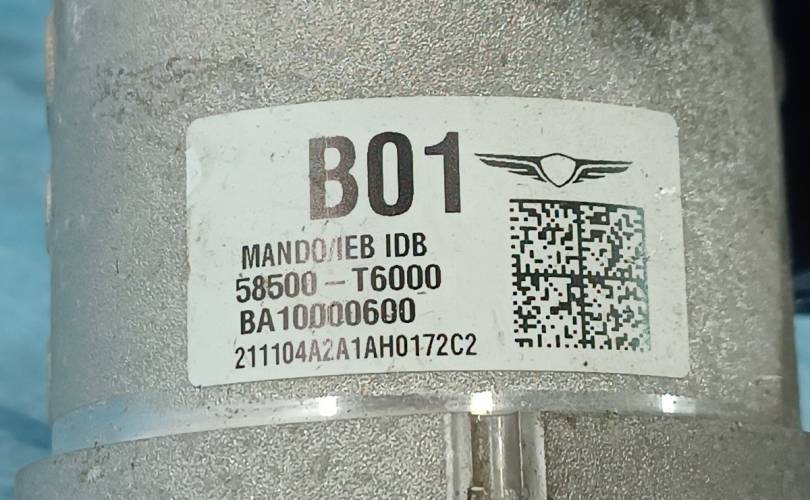 B01
MANDO/IEB IDB
58500-T6000
BA10000600
211104A2A1AH0172C2